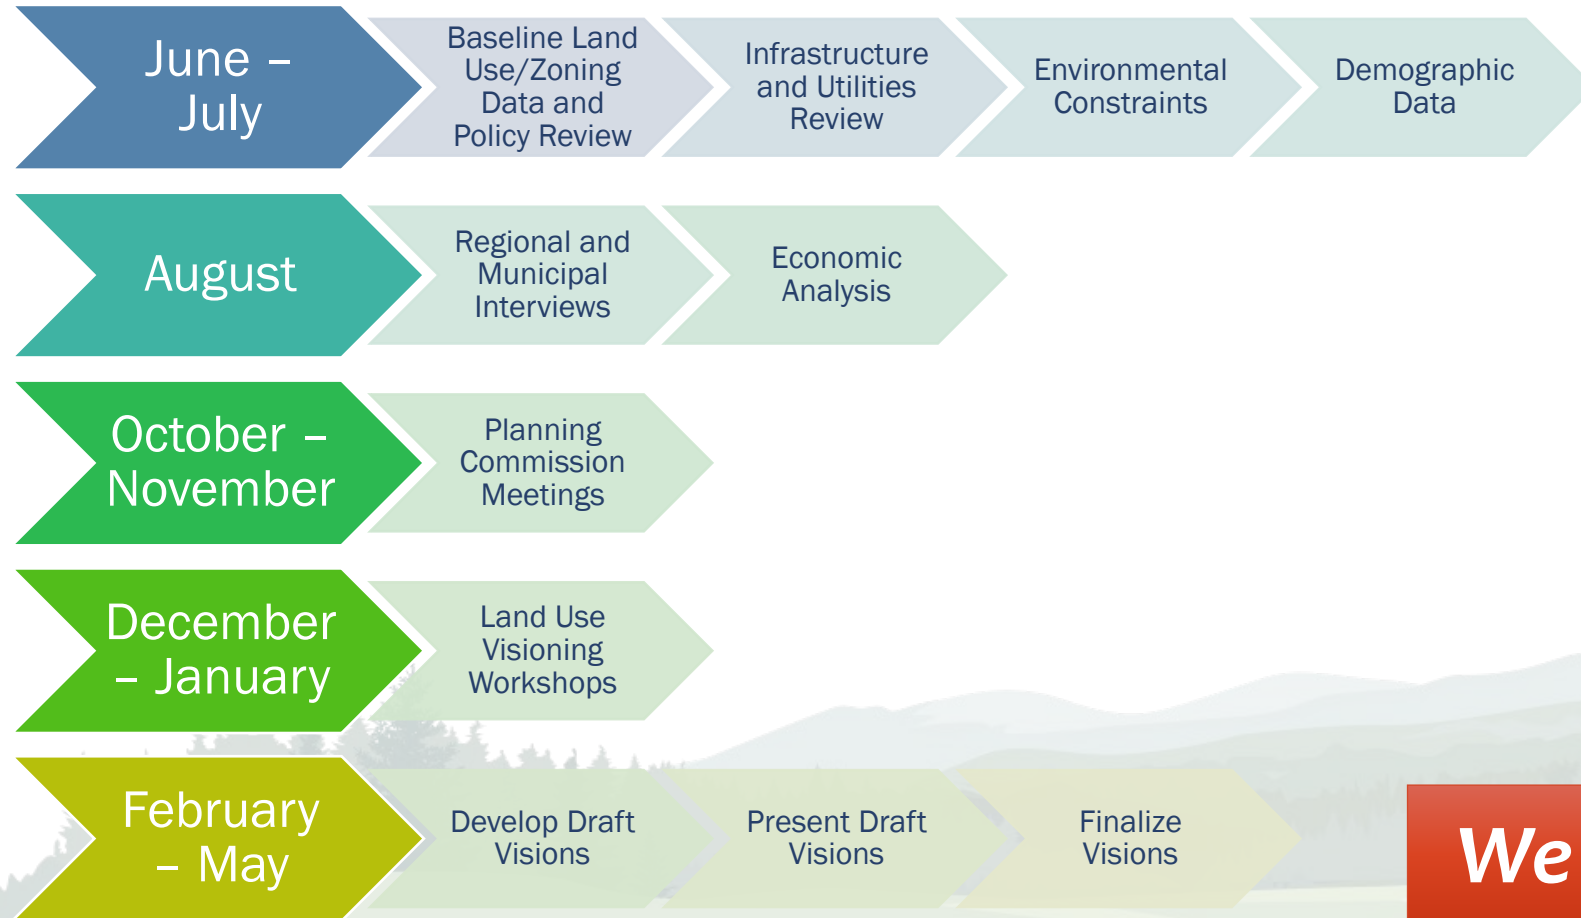 June –
July
Baseline Land
Use/Zoning
Data and
Policy Review
Infrastructure
and Utilities
Review
Environmental
Constraints
Demographic
Data
August
Regional and
Municipal
Interviews
Economic
Analysis
October –
November
Planning
Commission
Meetings
December
– January
Land Use
Visioning
Workshops
February
– May
Develop Draft
Visions
Present Draft
Visions
Finalize
Visions
We